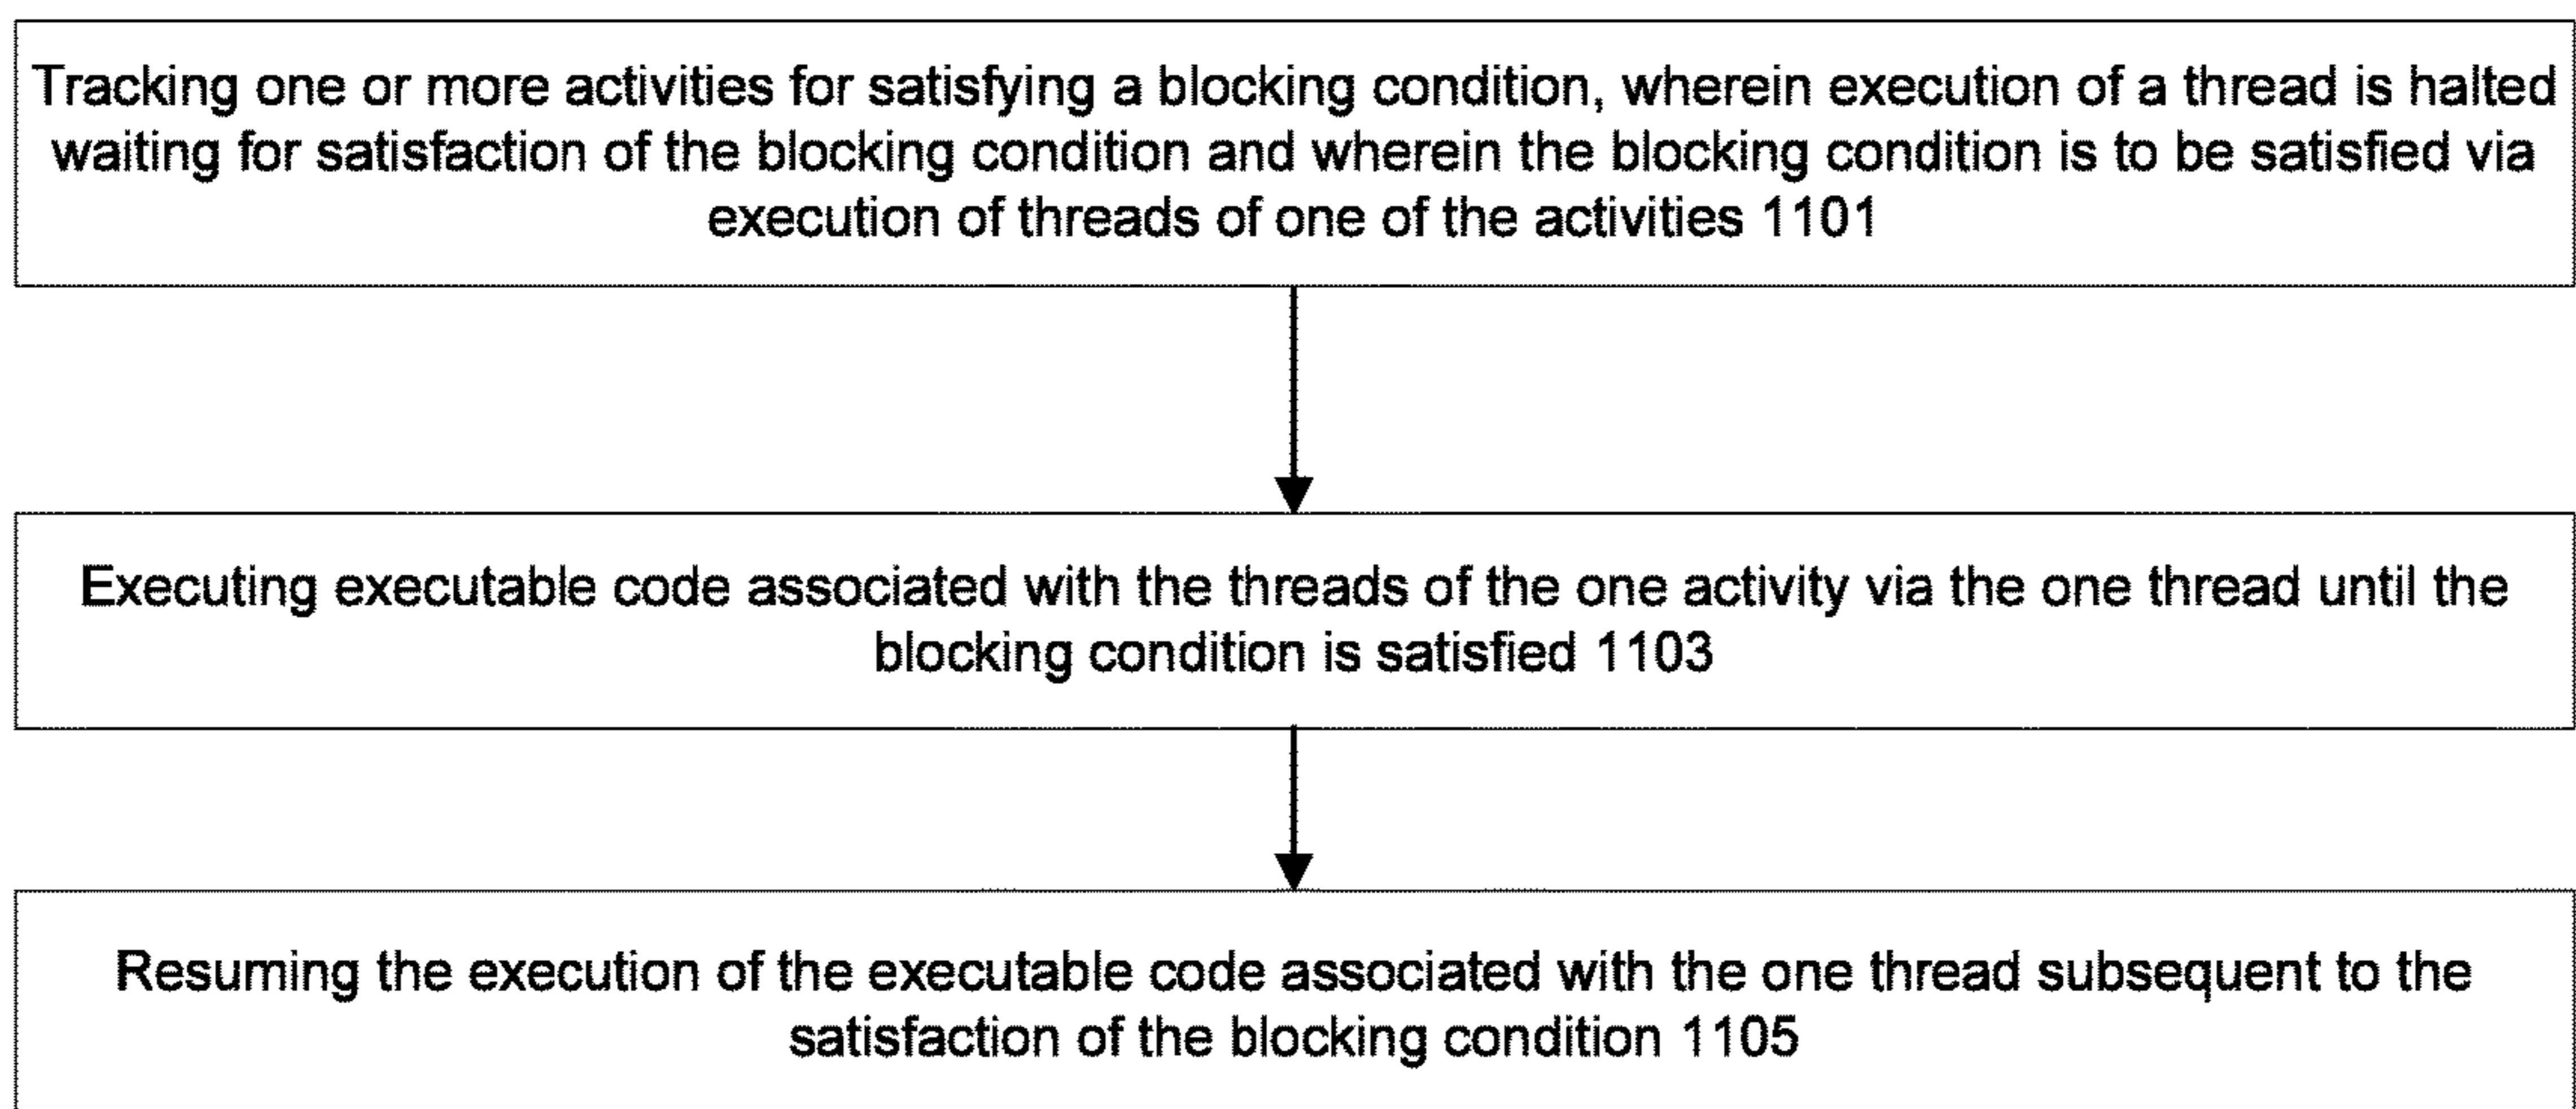 Tracking one or more activities for satisfying a blocking condition, wherein execution of a thread is halted
waiting for satisfaction of the blocking condition and wherein the blocking condition is to be satisfied via
execution of threads of one of the activities 1101
Executing executable code associated with the threads of the one activity via the one thread until the
blocking condition is satisfied 1103
Resuming the execution of the executable code associated with the one thread subsequent to the
satisfaction of the blocking condition 1105